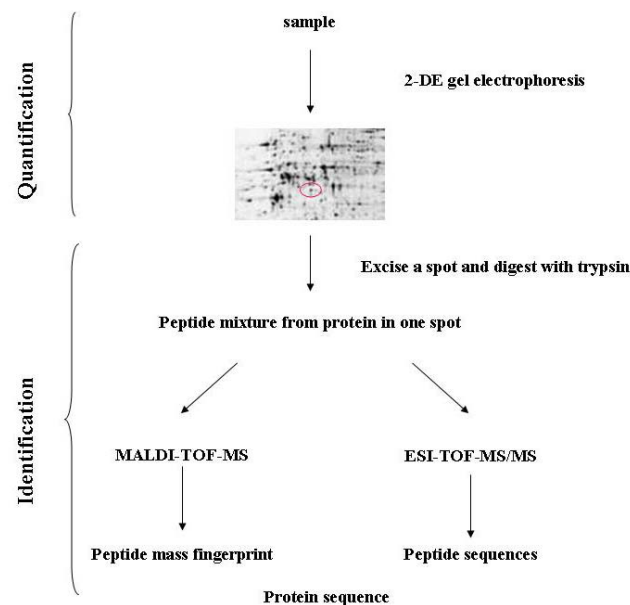 sample
2-DE gel electrophoresis
Quantification
Excise a spot and digest with trypsin
Peptide mixture from protein in one spot
Identification
MALDI-TOF-MS
ESI-TOF-MS/MS
Peptide mass fingerprint
Peptide sequences
Protein sequence